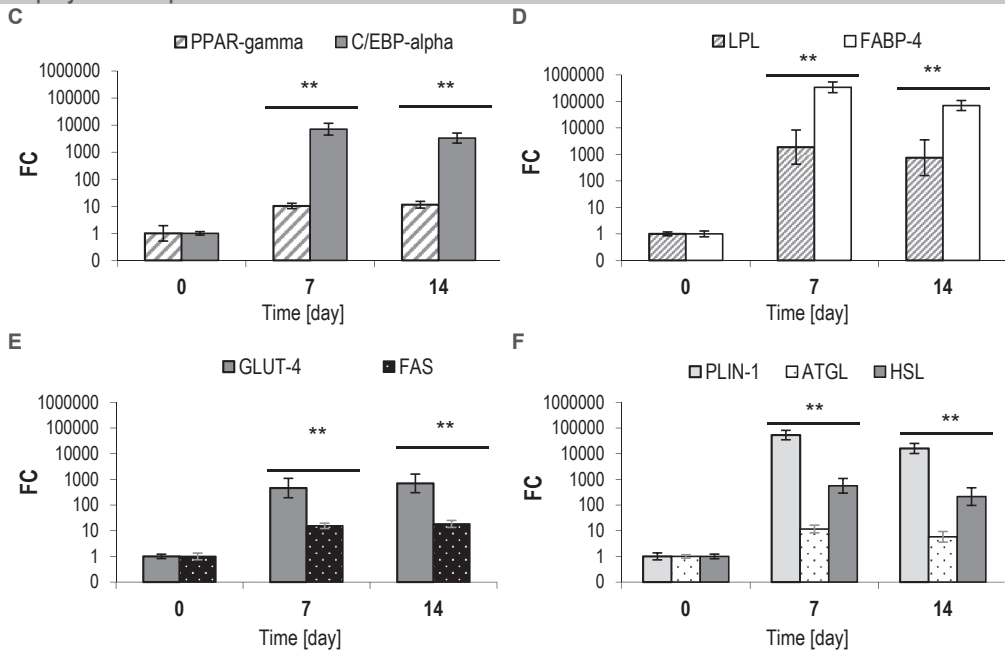 C
PPAR-gamma C/EBP-alpha
1000000
100000
10000
1000
100
10
1
0
FC
** **
0 7 14
Time [day]
D
LPL FABP-4
1000000
100000
10000
1000
100
10
1
0
FC
** **
0 7 14
Time [day]
E
GLUT-4 FAS
1000000
100000
10000
1000
100
10
1
0
FC
** **
0 7 14
Time [day]
F
PLIN-1 ATGL HSL
1000000
100000
10000
1000
100
10
1
0
FC
** **
0 7 14
Time [day]